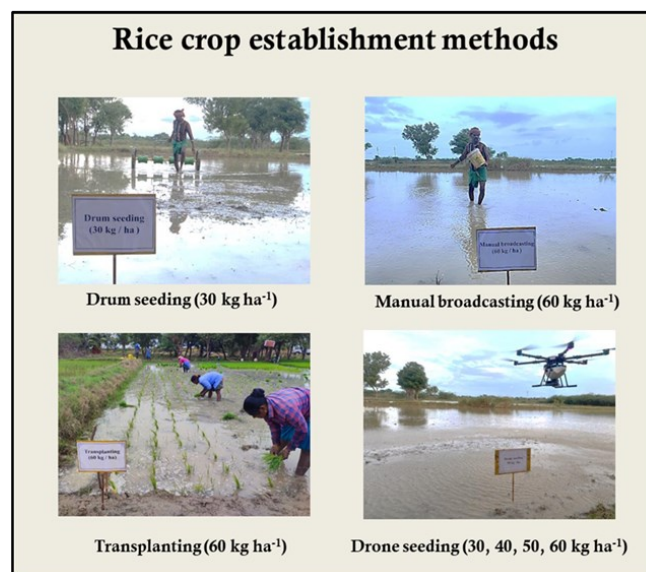 Rice crop establishment methods
Drum seeding
(30 kg / ha)
Manual broadcasting
(60 kg / ha)
Drum seeding (30 kg ha⁻¹)
Manual broadcasting (60 kg ha⁻¹)
Transplanting
(60 kg / ha)
Transplanting (60 kg ha⁻¹)
Drone seeding (30, 40, 50, 60 kg ha⁻¹)